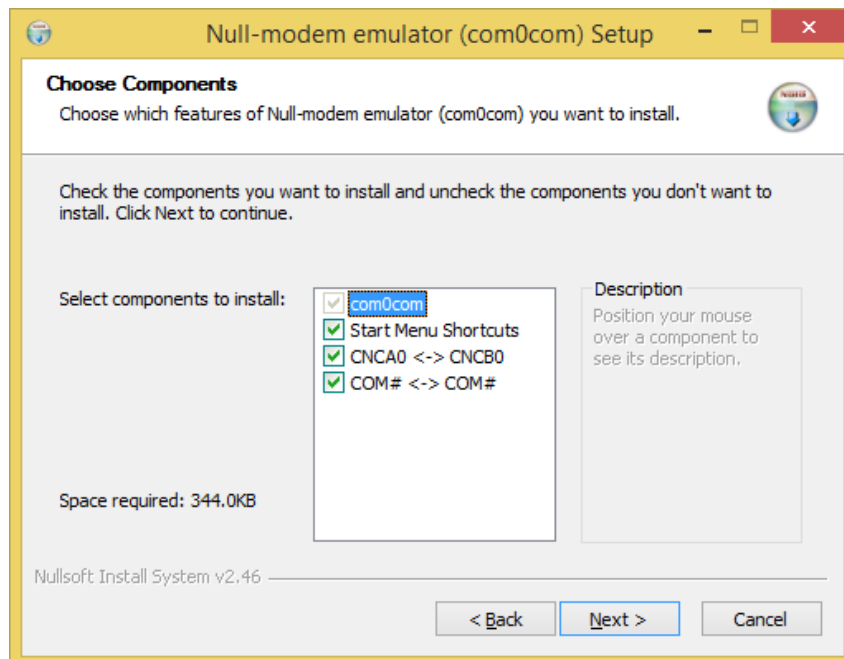 Null-modem emulator (com0com) Setup
Choose Components
Choose which features of Null-modem emulator (com0com) you want to install.
Check the components you want to install and uncheck the components you don't want to
install. Click Next to continue.
Select components to install:
com0com
Start Menu Shortcuts
CNCA0 <-> CNCB0
COM# <-> COM#
Description
Position your mouse
over a component to
see its description.
Space required: 344.0KB
Nullsoft Install System v2.46
< Back
Next >
Cancel